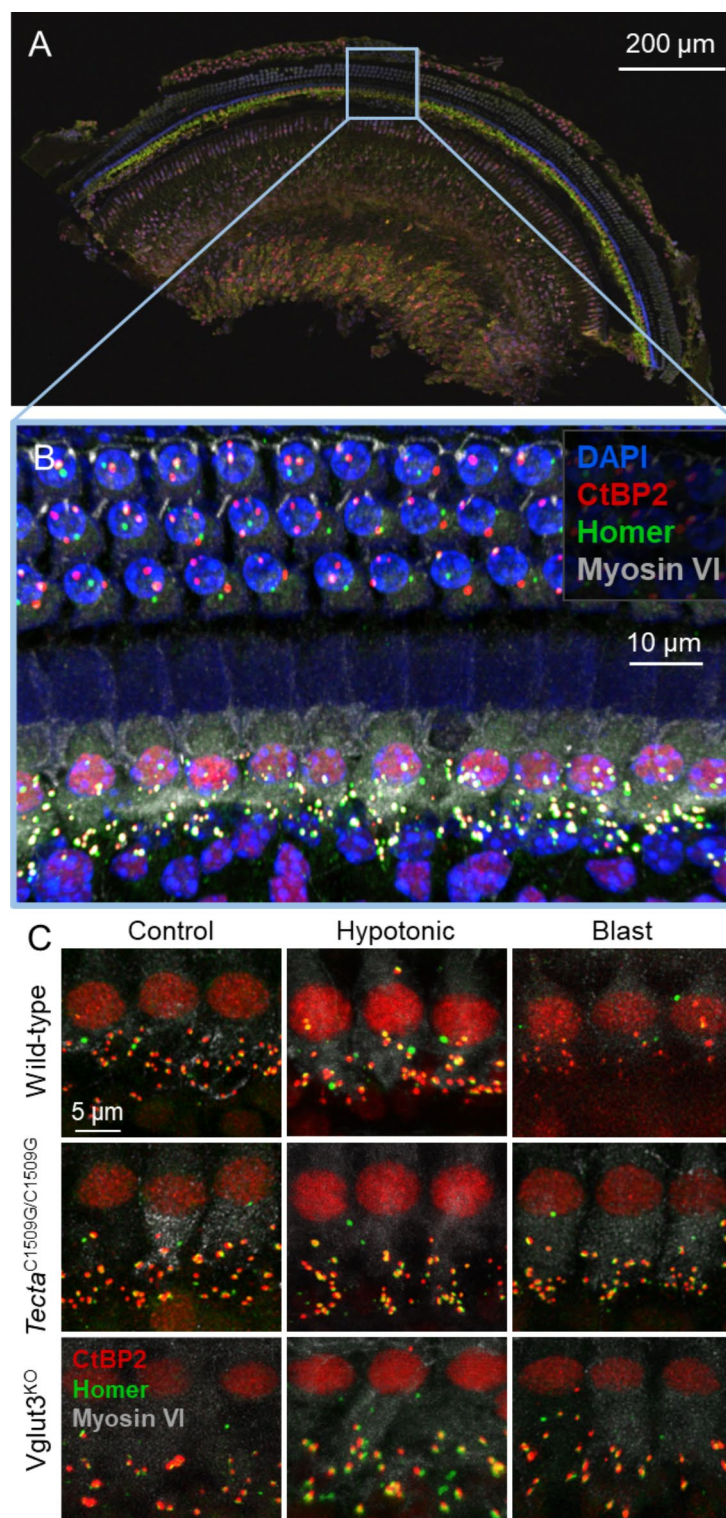 A
200 µm
B
DAPI
CtBP2
Homer
Myosin VI
10 µm
C
Control
Hypotonic
Blast
Wild-type
5 µm
Tecta^C1509G/C1509G
Vglut3^KO
CtBP2
Homer
Myosin VI